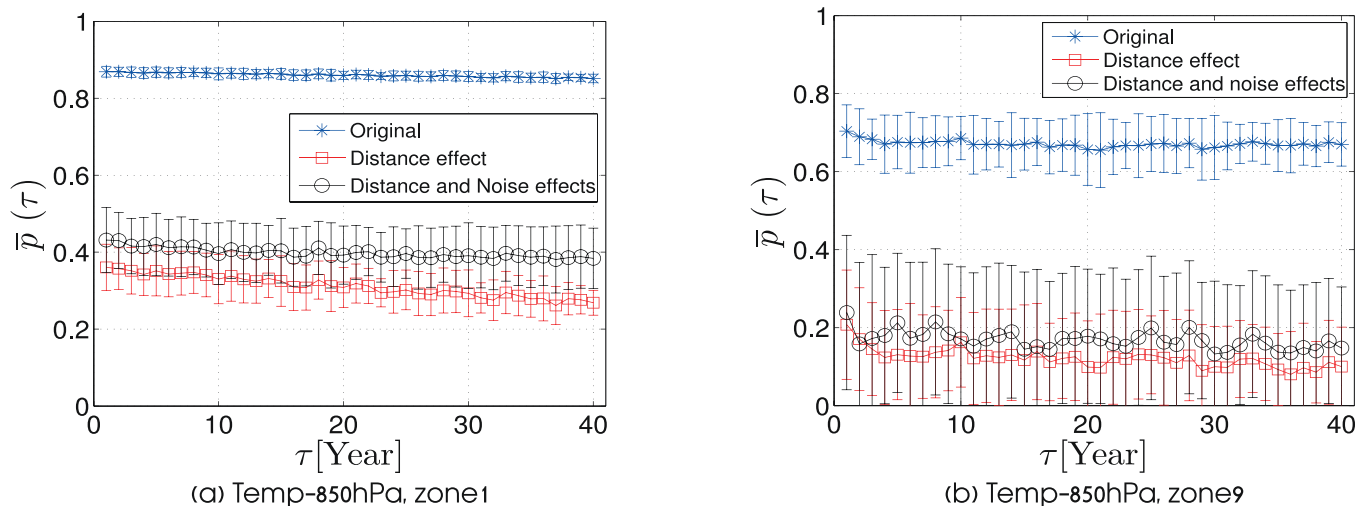 1
0.8
0.6
0.4
0.2
0
p̅ (τ)
Original
Distance effect
Distance and Noise effects
0 10 20 30 40
τ[Year]
(a) Temp-850hPa, zone1
1
0.8
0.6
0.4
0.2
0
p̅ (τ)
Original
Distance effect
Distance and noise effects
0 10 20 30 40
τ[Year]
(b) Temp-850hPa, zone9